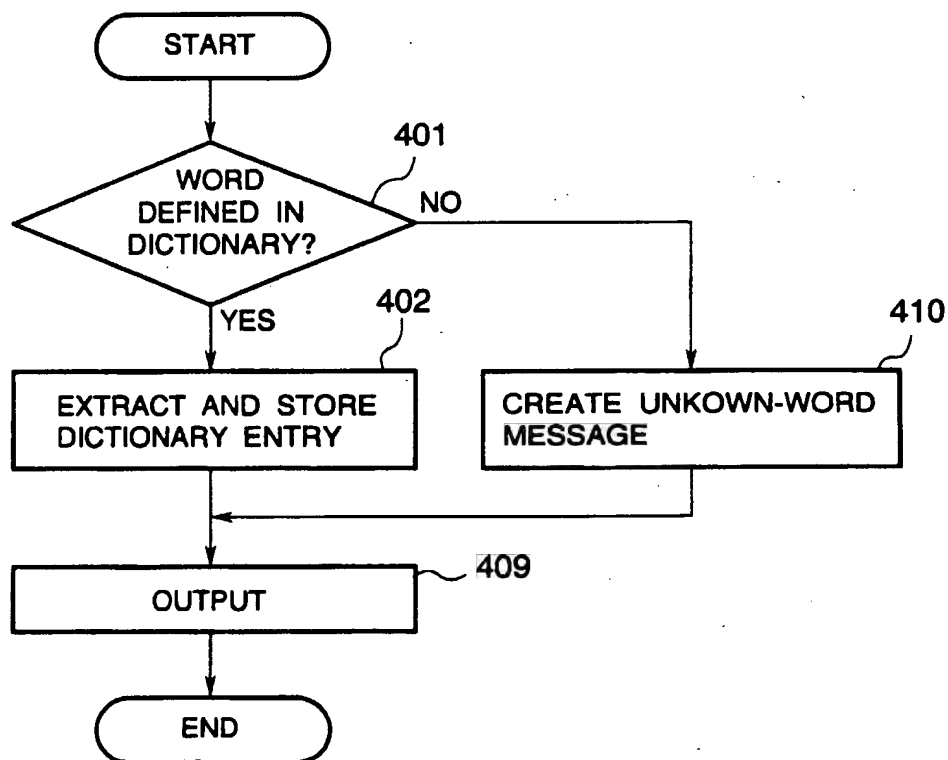 START
401
WORD
DEFINED IN
DICTIONARY?
NO
YES
402
410
EXTRACT AND STORE
DICTIONARY ENTRY
CREATE UNKOWN-WORD
MESSAGE
409
OUTPUT
END